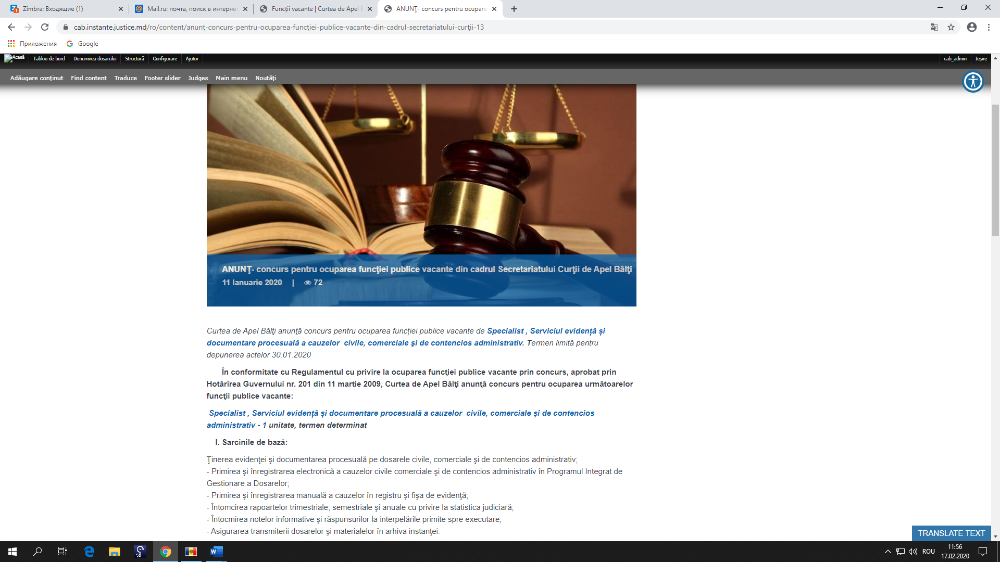 Zimbra: Входящие (1)
Mail.ru: почта, поиск в интернет
Funcții vacante | Curtea de Apel B
ANUNŢ- concurs pentru ocupare
cab.instante.justice.md/ro/content/anunţ-concurs-pentru-ocuparea-funcţiei-publice-vacante-din-cadrul-secretariatului-curţii-13
Приложения
Google
Acasă
Tablou de bord
Denumirea dosarului
Structură
Configurare
Ajutor
cab_admin
Ieşire
Adăugare conținut
Find content
Traduce
Footer slider
Judges
Main menu
Noutăți
ANUNŢ- concurs pentru ocuparea funcţiei publice vacante din cadrul Secretariatului Curţii de Apel Bălţi
11 Ianuarie 2020 | 72
Curtea de Apel Bălţi anunţă concurs pentru ocuparea funcției publice vacante de Specialist , Serviciul evidență și
documentare procesuală a cauzelor civile, comerciale şi de contencios administrativ. Termen limită pentru
depunerea actelor 30.01.2020
În conformitate cu Regulamentul cu privire la ocuparea funcţiei publice vacante prin concurs, aprobat prin
Hotărîrea Guvernului nr. 201 din 11 martie 2009, Curtea de Apel Bălţi anunţă concurs pentru ocuparea următoarelor
funcţii publice vacante:
Specialist , Serviciul evidență și documentare procesuală a cauzelor civile, comerciale şi de contencios
administrativ - 1 unitate, termen determinat
I. Sarcinile de bază:
Ţinerea evidenţei şi documentarea procesuală pe dosarele civile, comerciale şi de contencios administrativ;
- Primirea şi înregistrarea electronică a cauzelor civile comerciale şi de contencios administrativ în Programul Integrat de
Gestionare a Dosarelor;
- Primirea şi înregistrarea manuală a cauzelor în registru şi fişa de evidenţă;
- Întomcirea rapoartelor trimestriale, semestriale şi anuale cu privire la statistica judiciară;
- Întocmirea notelor informative şi răspunsurilor la interpelările primite spre executare;
- Asigurarea transmiterii dosarelor şi materialelor în arhiva instanţei.
TRANSLATE TEXT
ROU
11:56
17.02.2020